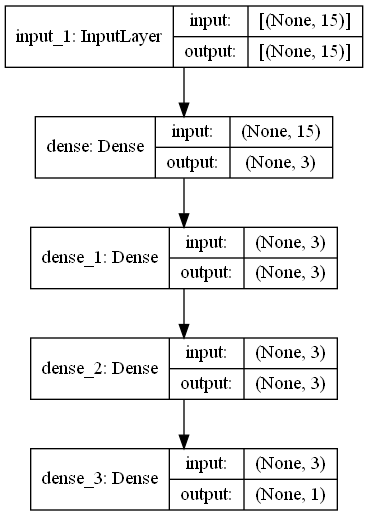 input_1: InputLayer input: [(None, 15)]
output: [(None, 15)]
dense: Dense input: (None, 15)
output: (None, 3)
dense_1: Dense input: (None, 3)
output: (None, 3)
dense_2: Dense input: (None, 3)
output: (None, 3)
dense_3: Dense input: (None, 3)
output: (None, 1)